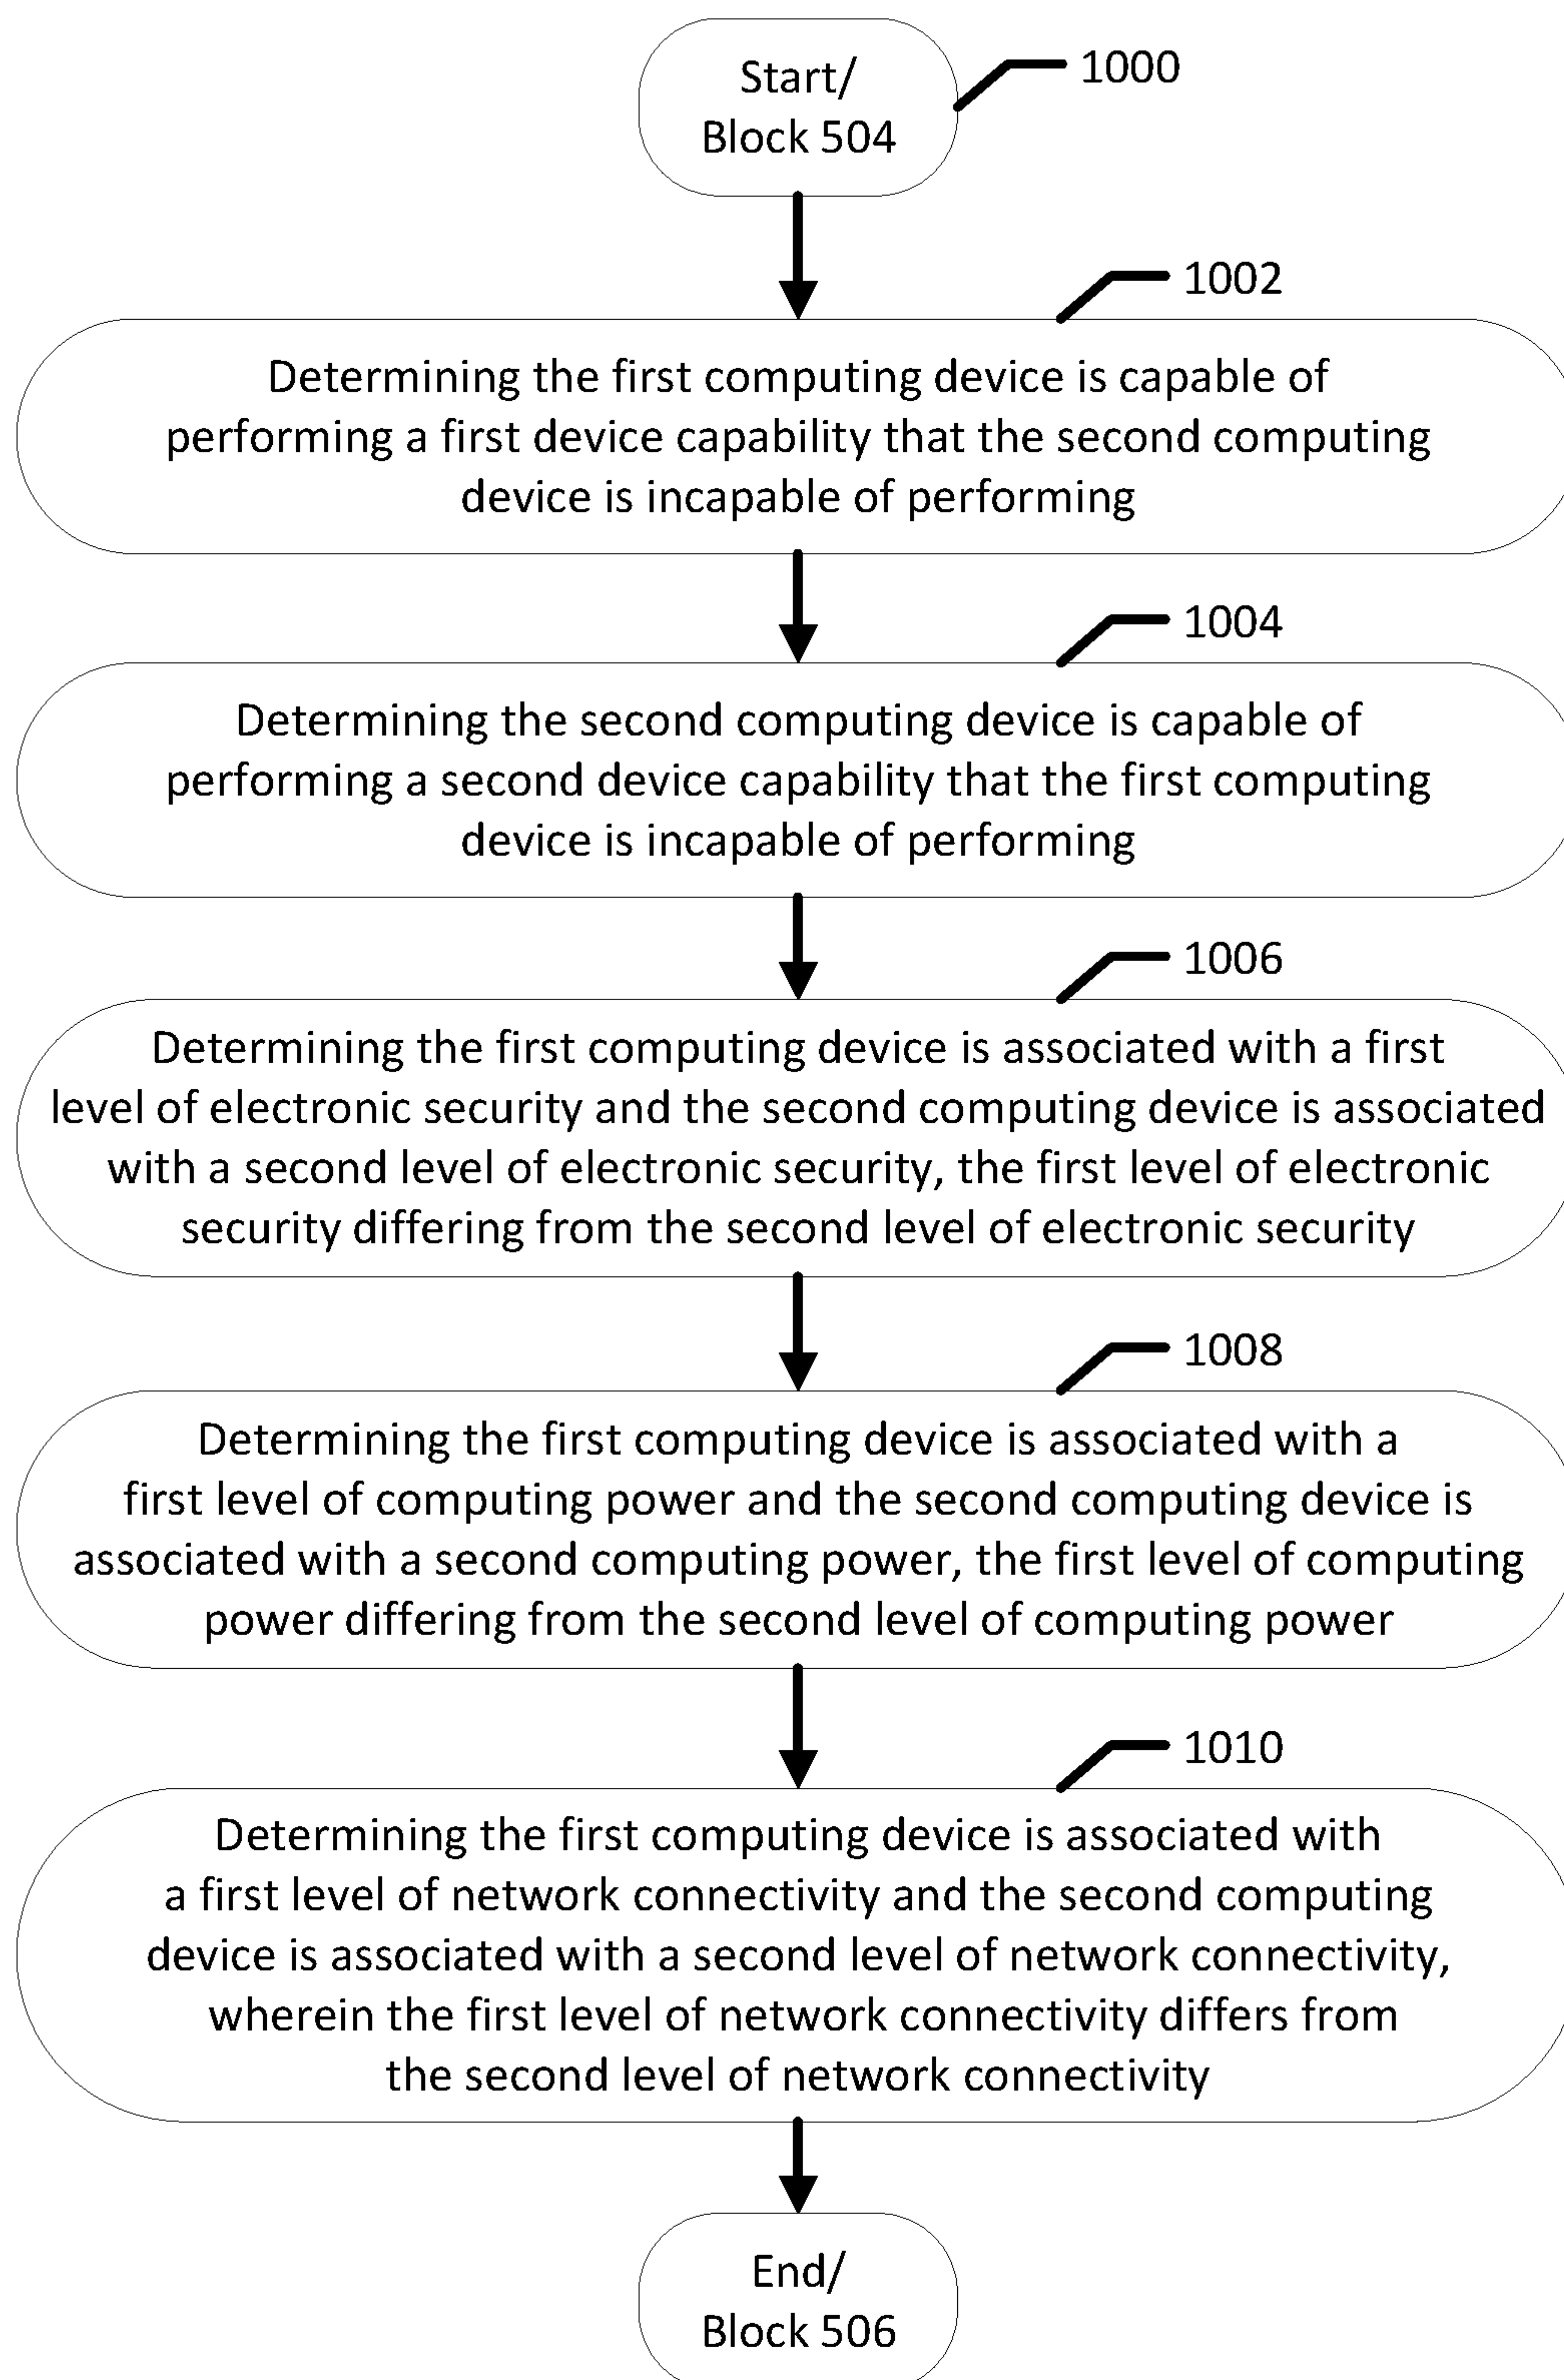 Start/
Block 504
1000
1002
Determining the first computing device is capable of
performing a first device capability that the second computing
device is incapable of performing
1004
Determining the second computing device is capable of
performing a second device capability that the first computing
device is incapable of performing
1006
Determining the first computing device is associated with a first
level of electronic security and the second computing device is associated
with a second level of electronic security, the first level of electronic
security differing from the second level of electronic security
1008
Determining the first computing device is associated with a
first level of computing power and the second computing device is
associated with a second computing power, the first level of computing
power differing from the second level of computing power
1010
Determining the first computing device is associated with
a first level of network connectivity and the second computing
device is associated with a second level of network connectivity,
wherein the first level of network connectivity differs from
the second level of network connectivity
End/
Block 506